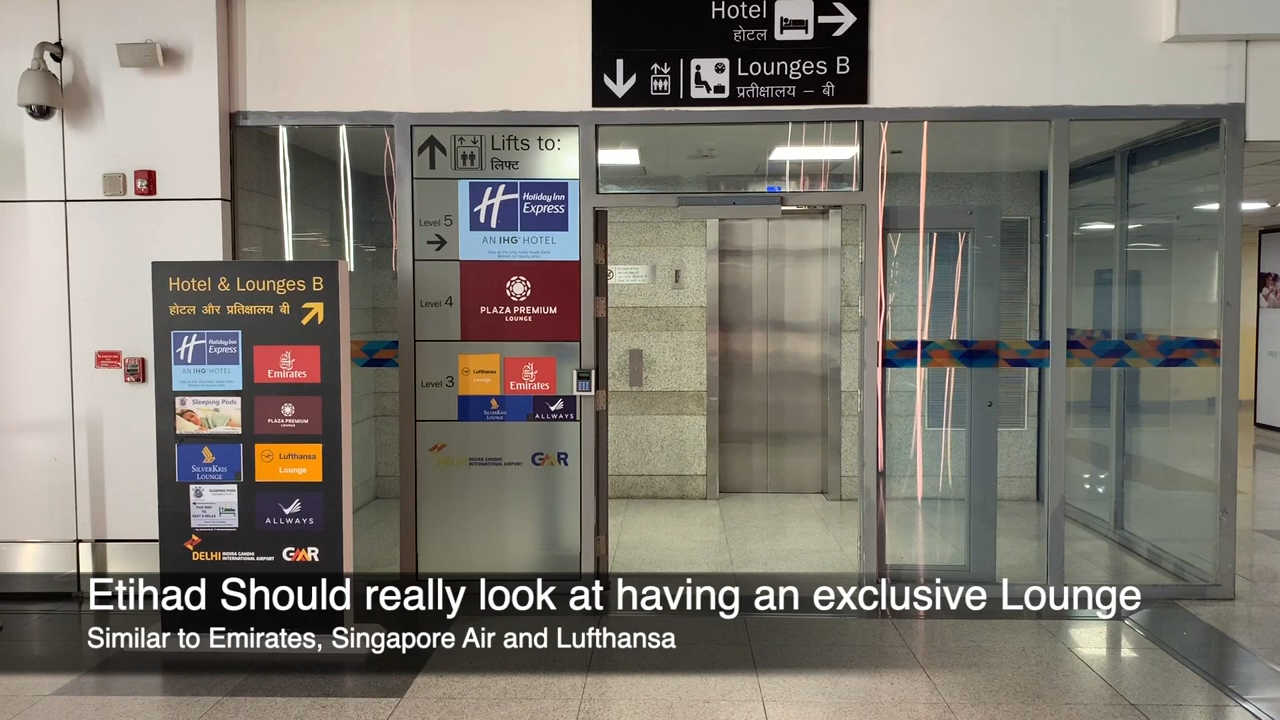 Hotel
होटल
Lounges B
प्रतीक्षालय – बी
Lifts to:
लिफ्ट
Level 5
Holiday Inn
Express
AN IHG HOTEL
Level 4
PLAZA PREMIUM
LOUNGE
Level 3
Lufthansa
Lounge
Emirates
SILVERKRIS
LOUNGE
ALLWAYS
DELHI INDIRA GANDHI
INTERNATIONAL AIRPORT
GMR
Hotel & Lounges B
होटल और प्रतिक्षालय बी
Holiday Inn
Express
AN IHG HOTEL
Emirates
Sleeping Pods
PLAZA PREMIUM
LOUNGE
SILVERKRIS
LOUNGE
Lufthansa
Lounge
SLEEPING PODS
ALLWAYS
DELHI INDIRA GANDHI
INTERNATIONAL AIRPORT
GMR
Etihad Should really look at having an exclusive Lounge
Similar to Emirates, Singapore Air and Lufthansa